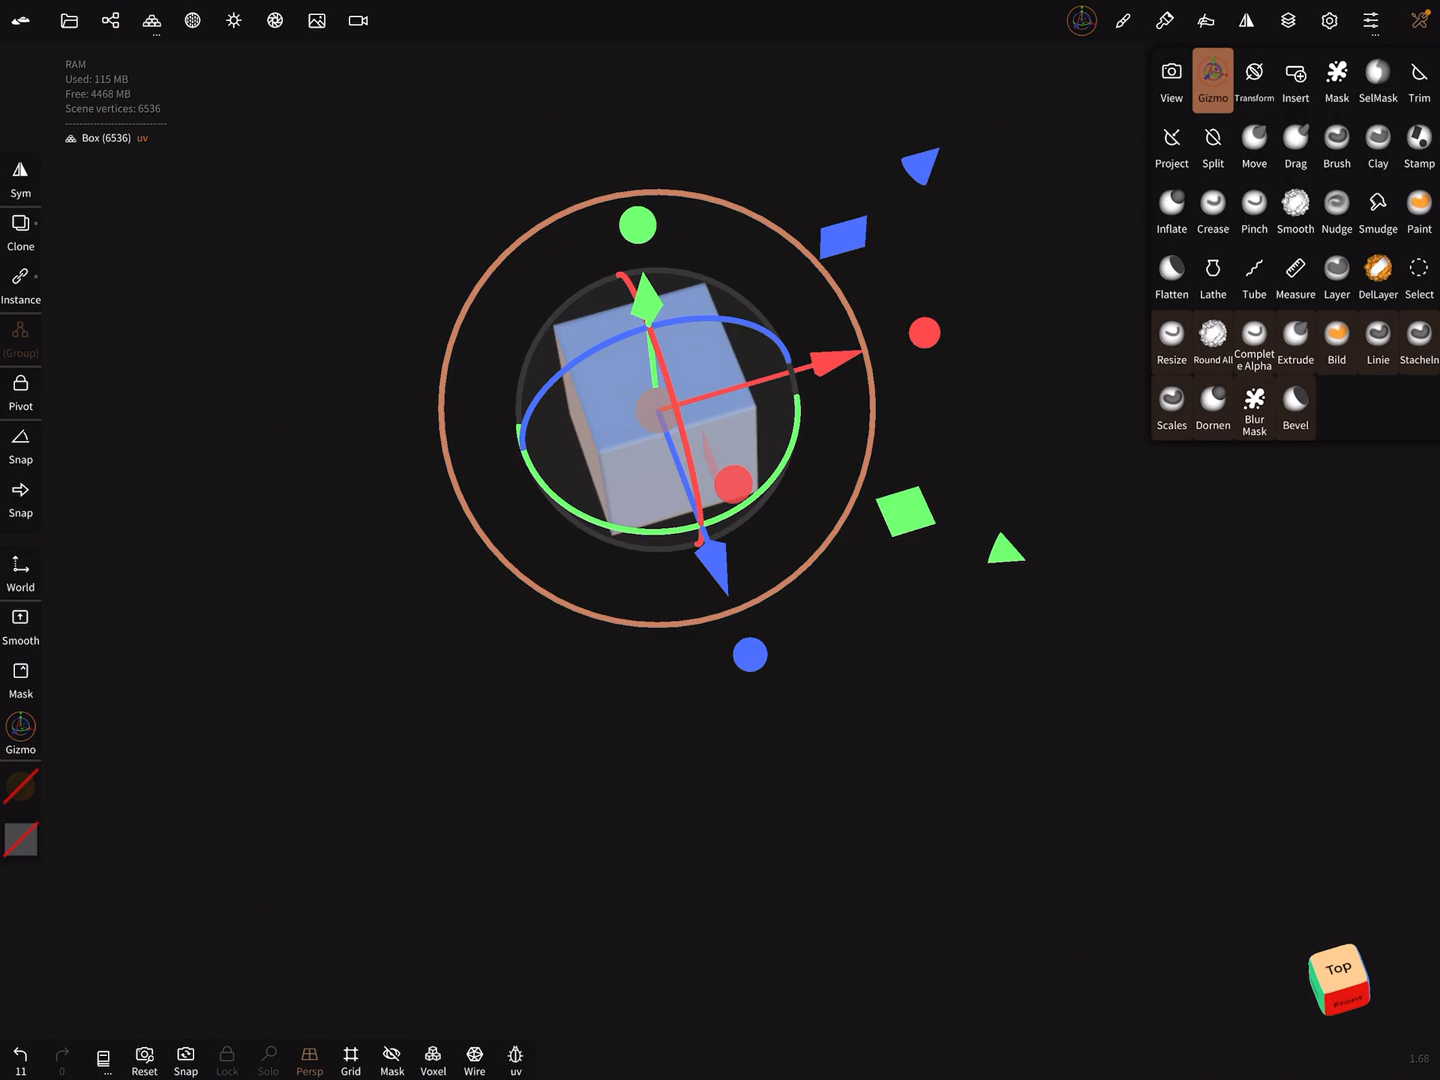 RAM
Used: 115 MB
Free: 4468 MB
Scene vertices: 6536
Box (6536) uv
Sym
Clone
Instance
(Group)
Pivot
Snap
Snap
World
Smooth
Mask
Gizmo
View Gizmo Transform Insert Mask SelMask Trim
Project Split Move Drag Brush Clay Stamp
Inflate Crease Pinch Smooth Nudge Smudge Paint
Flatten Lathe Tube Measure Layer DelLayer Select
Resize Round All Complet
e Alpha Extrude Bild Linie Stacheln
Scales Dornen Blur
Mask Bevel
Top
Front
11 0 ... Reset Snap Lock Solo Persp Grid Mask Voxel Wire uv
1.68